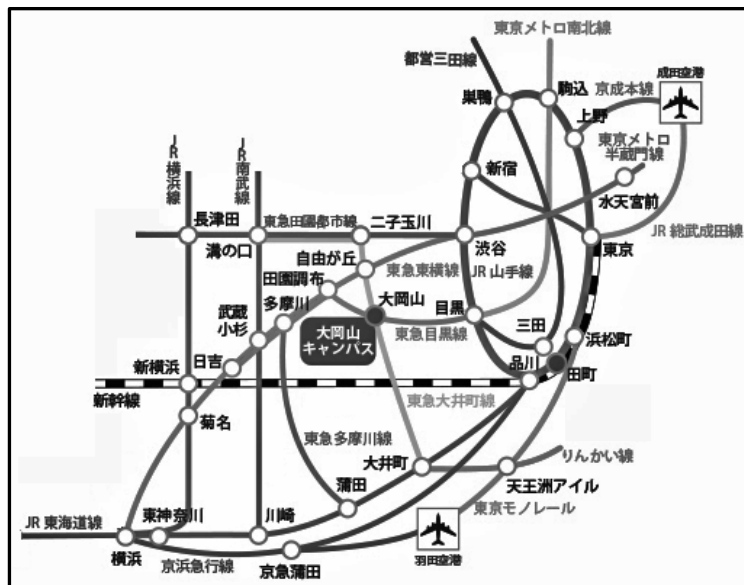 東京メトロ南北線
都営三田線
成田空港
駒込
京成本線
巣鴨
上野
東京メトロ
半蔵門線
JR横浜線
JR南武線
新宿
水天宮前
長津田
二子玉川
溝の口
渋谷
東京
JR 総武成田線
自由が丘
東急東横線
JR 山手線
田園調布
大岡山
目黒
多摩川
武蔵
小杉
大岡山
キャンパス
東急目黒線
三田
浜松町
新横浜
日吉
品川
田町
新幹線
東急大井町線
菊名
東急多摩川線
大井町
りんかい線
蒲田
天王洲アイル
東京モノレール
JR 東海道線
東神奈川
川崎
横浜
京浜急行線
京急蒲田
羽田空港